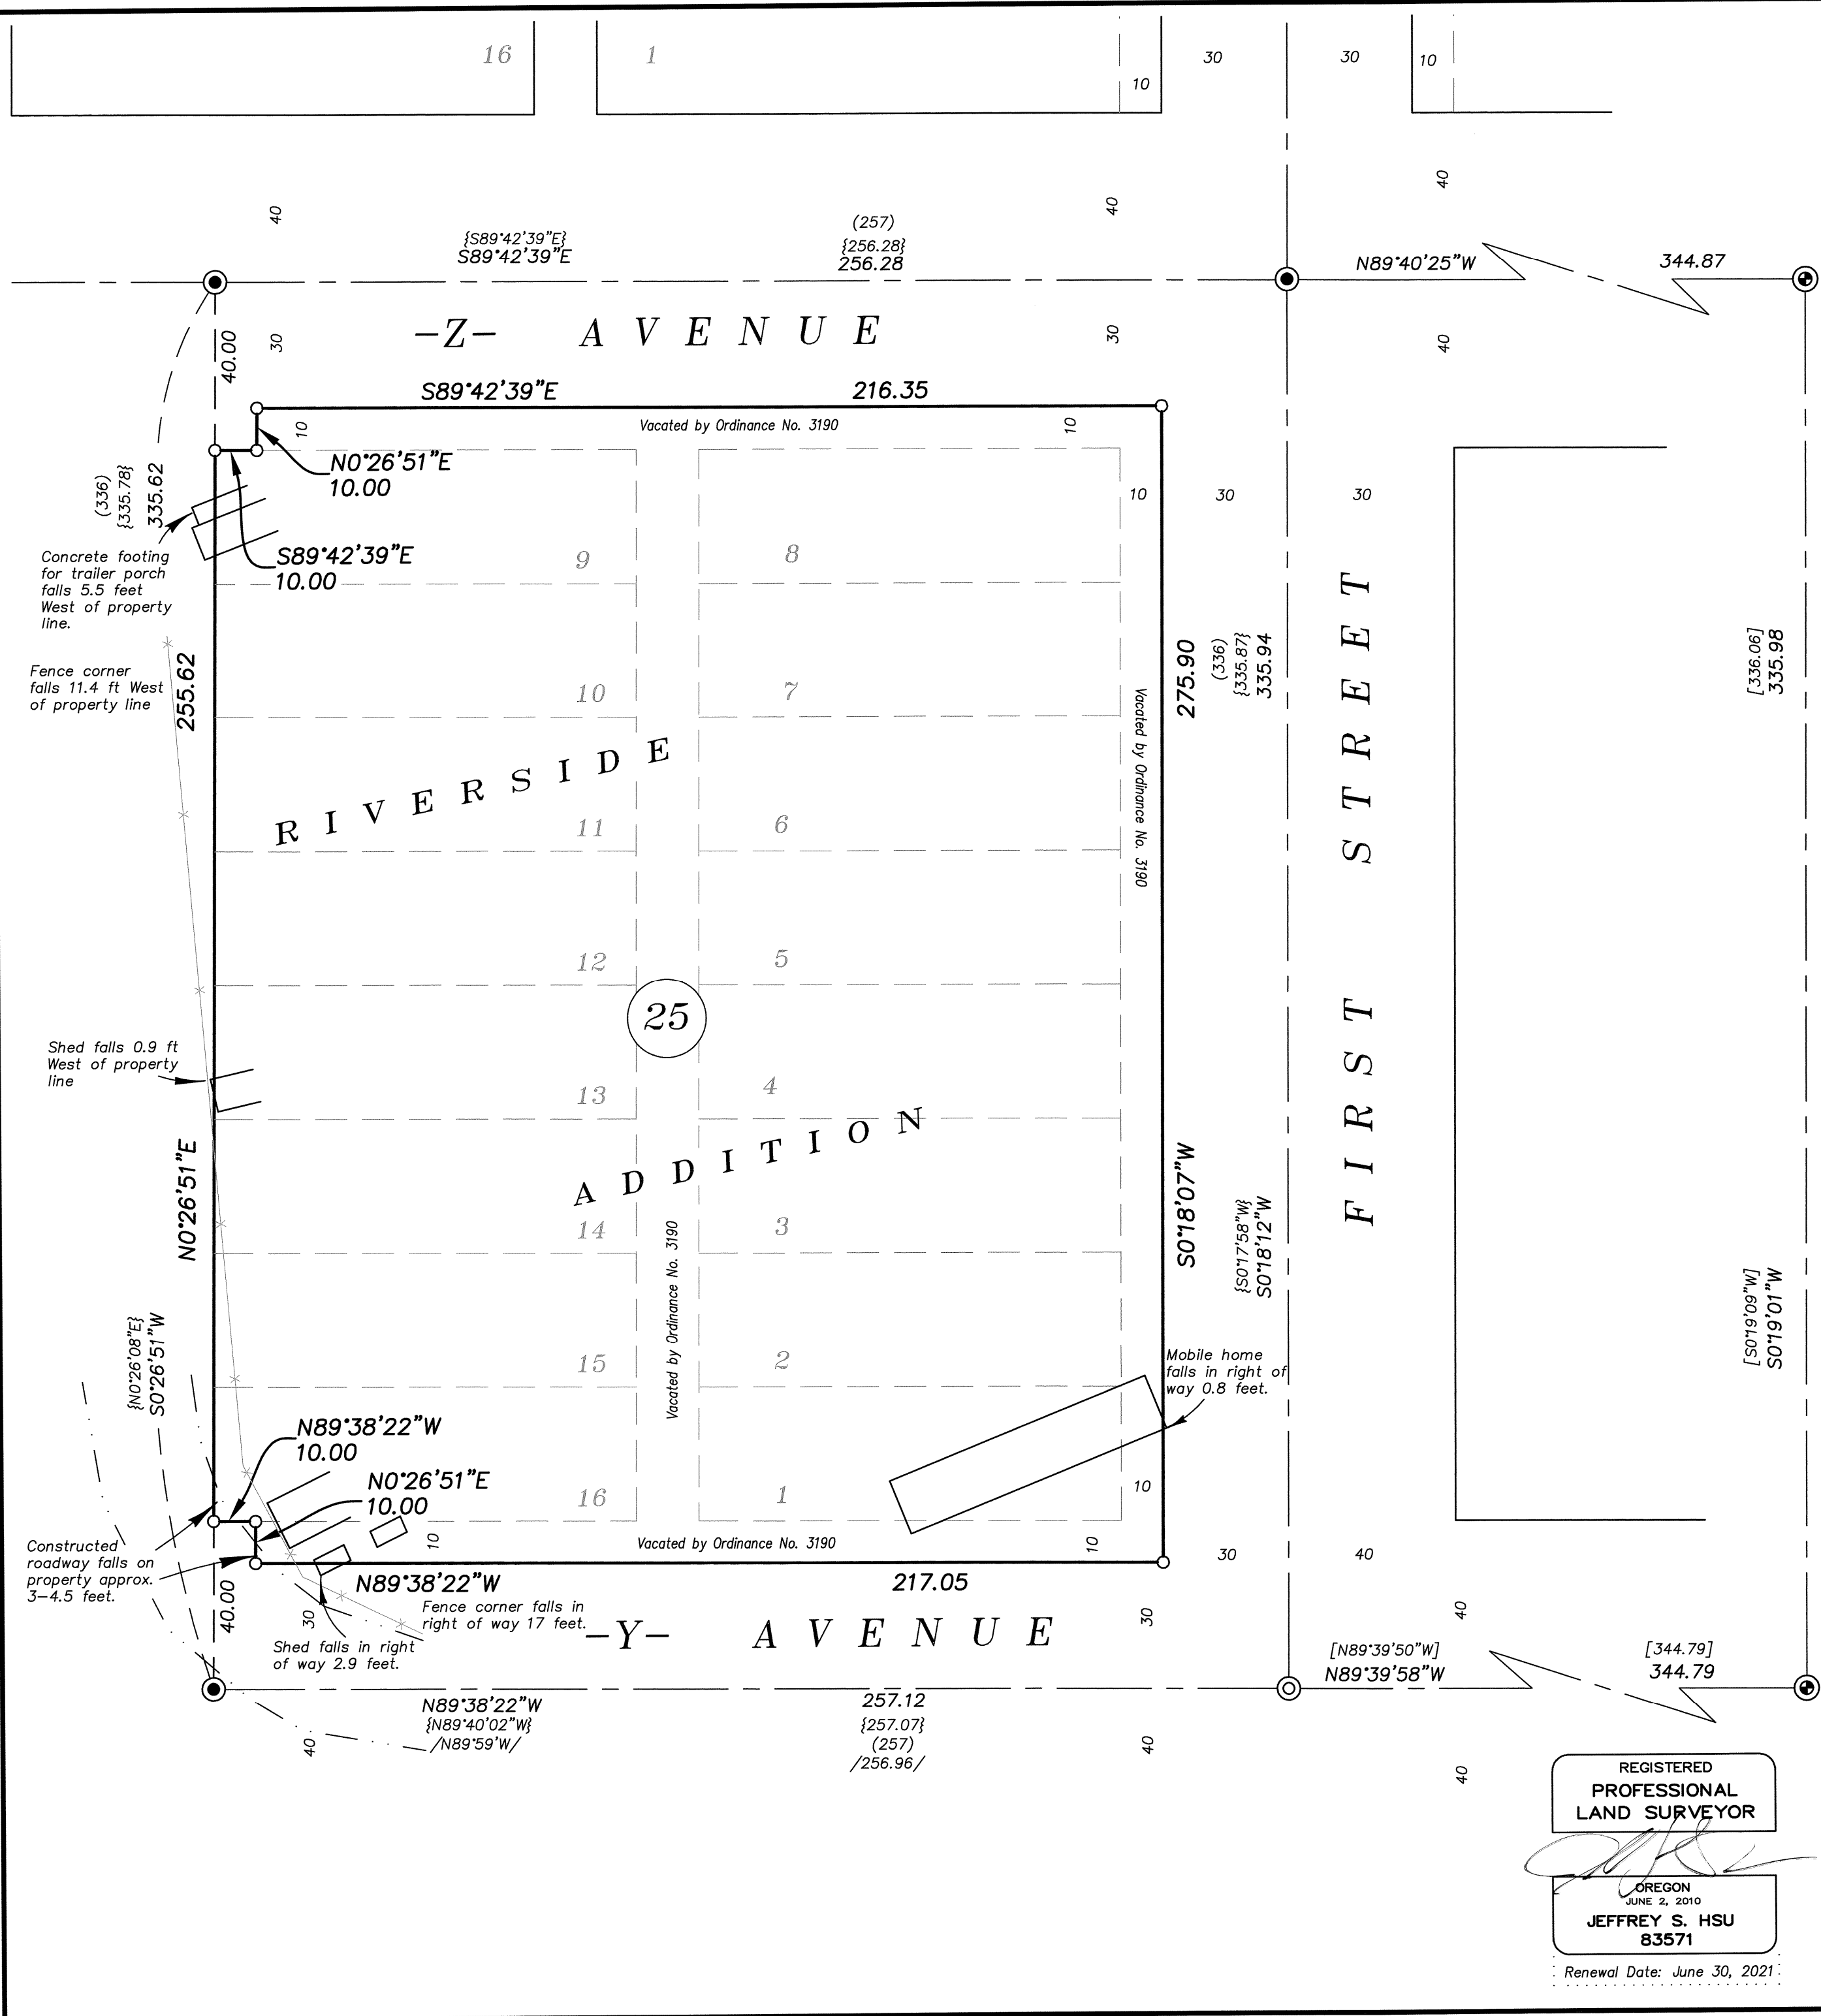 16
1
10
30
30
10
40
40
40
{S89°42'39"E}
S89°42'39"E
(257)
{256.28}
256.28
N89°40'25"W
344.87
40.00
30
-Z- AVENUE
30
40
S89°42'39"E
216.35
10
Vacated by Ordinance No. 3190
10
N0°26'51"E
10.00
(336)
{335.78}
335.62
10
30
30
Concrete footing
for trailer porch
falls 5.5 feet
West of property
line.
S89°42'39"E
10.00
9
8
Fence corner
falls 11.4 ft West
of property line
255.62
10
7
275.90
(336)
{335.87}
335.94
[336.06]
335.98
Vacated by Ordinance No. 3190
RIVERSIDE
11
6
FIRST STREET
12
5
25
Shed falls 0.9 ft
West of property
line
13
4
ADDITION
N0°26'51"E
S0°18'07"W
{S0°17'58"W}
S0°18'12"W
14
3
Vacated by Ordinance No. 3190
[S0°19'09"W]
S0°19'01"W
{N0°26'08"E}
S0°26'51"W
15
2
Mobile home
falls in right of
way 0.8 feet.
N89°38'22"W
10.00
N0°26'51"E
10.00
16
1
10
Constructed
roadway falls on
property approx.
3-4.5 feet.
10
Vacated by Ordinance No. 3190
10
30
40
40.00
30
N89°38'22"W
217.05
Fence corner falls in
right of way 17 feet.
Shed falls in right
of way 2.9 feet.
-Y- AVENUE
30
40
[N89°39'50"W]
N89°39'58"W
[344.79]
344.79
N89°38'22"W
{N89°40'02"W}
/N89°59'W/
257.12
{257.07}
(257)
/256.96/
40
40
40
REGISTERED
PROFESSIONAL
LAND SURVEYOR
OREGON
JUNE 2, 2010
JEFFREY S. HSU
83571
Renewal Date: June 30, 2021